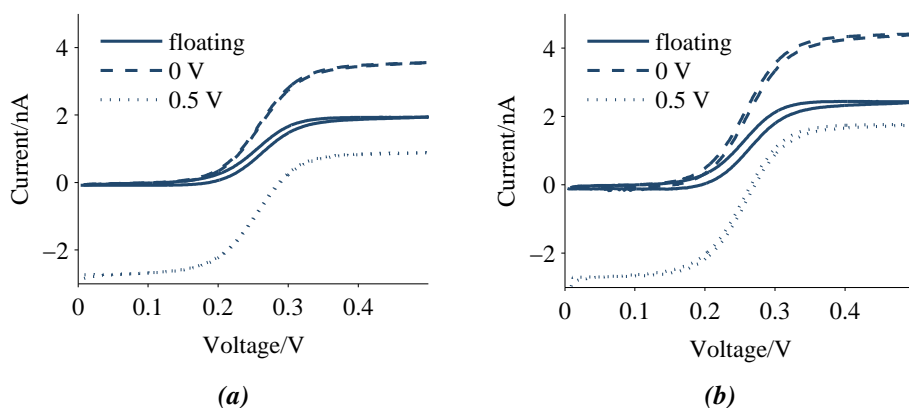 4
2
0
−2
Current/nA
floating
0 V
0.5 V
0 0.1 0.2 0.3 0.4
Voltage/V
(a)
4
2
0
−2
Current/nA
floating
0 V
0.5 V
0 0.1 0.2 0.3 0.4
Voltage/V
(b)